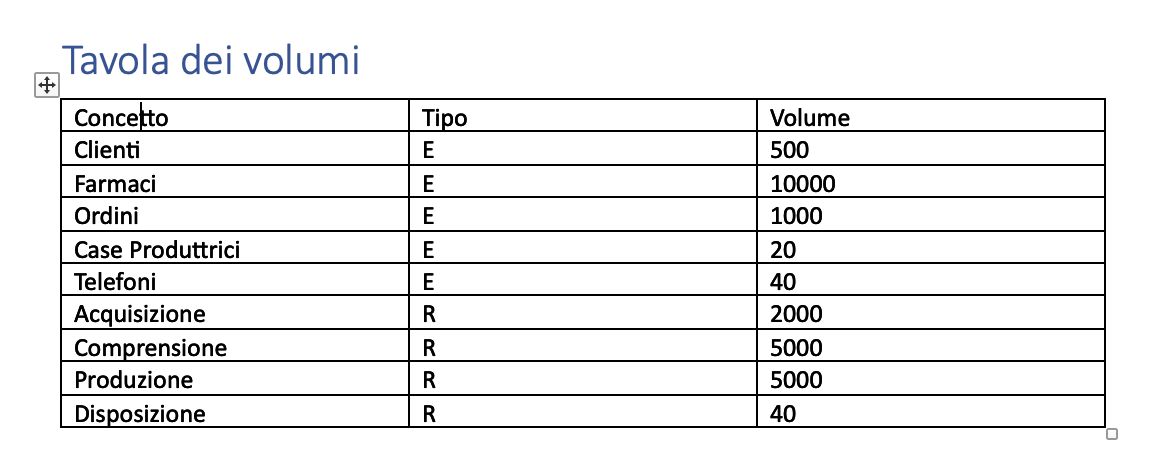 Tavola dei volumi
Concetto Tipo Volume
Clienti E 500
Farmaci E 10000
Ordini E 1000
Case Produttrici E 20
Telefoni E 40
Acquisizione R 2000
Comprensione R 5000
Produzione R 5000
Disposizione R 40